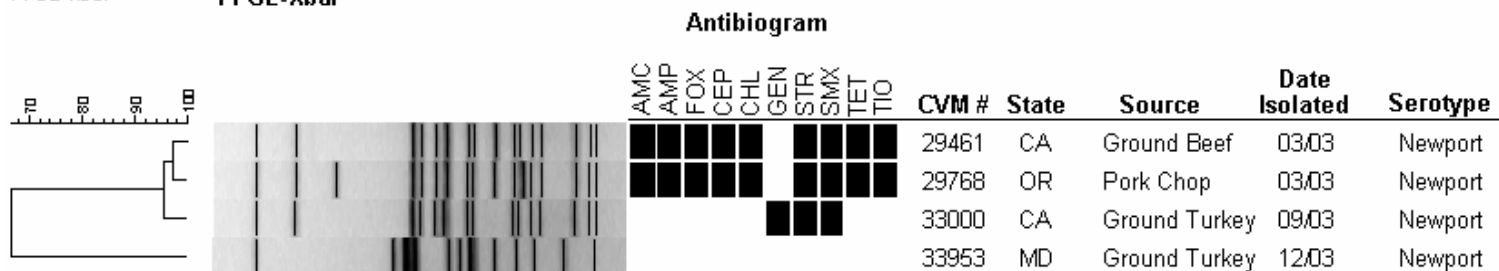 PFGE-XbaI
Antibiogram
AMC AMP FOX CEP CHL GEN STR SMX TET TIO
70 80 90 100
CVM # State Source Date Isolated Serotype
29461 CA Ground Beef 03/03 Newport
29768 OR Pork Chop 03/03 Newport
33000 CA Ground Turkey 09/03 Newport
33953 MD Ground Turkey 12/03 Newport